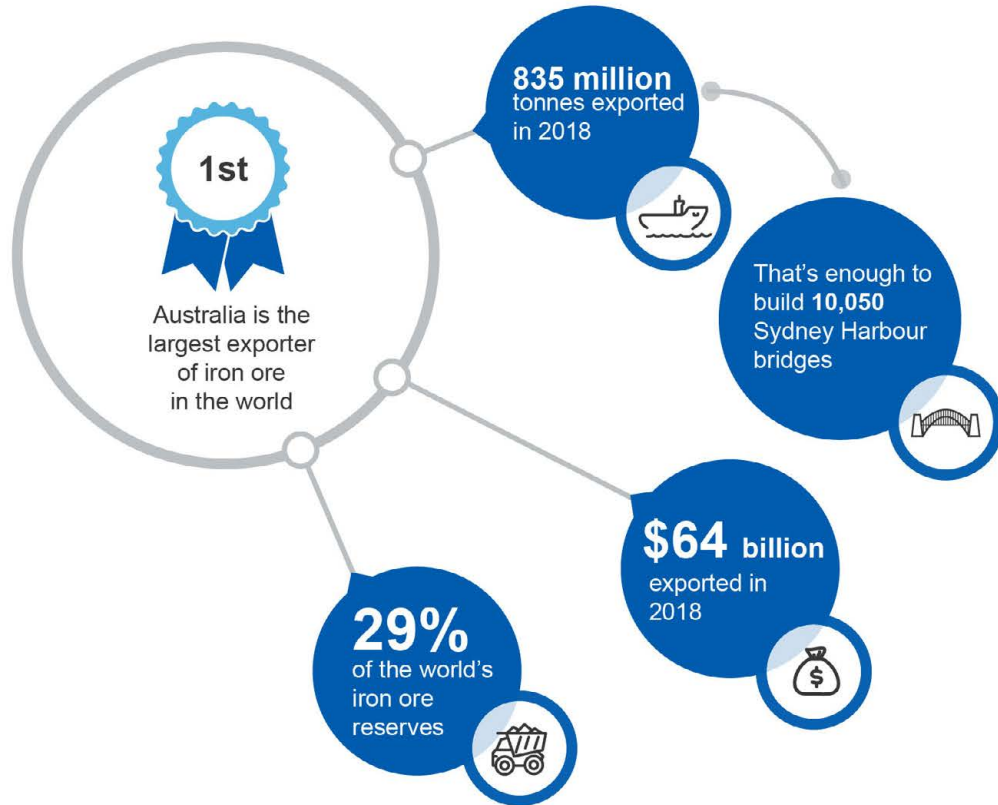 1st
Australia is the
largest exporter
of iron ore
in the world
835 million
tonnes exported
in 2018
That's enough to
build 10,050
Sydney Harbour
bridges
$64 billion
exported in
2018
$
29%
of the world's
iron ore
reserves